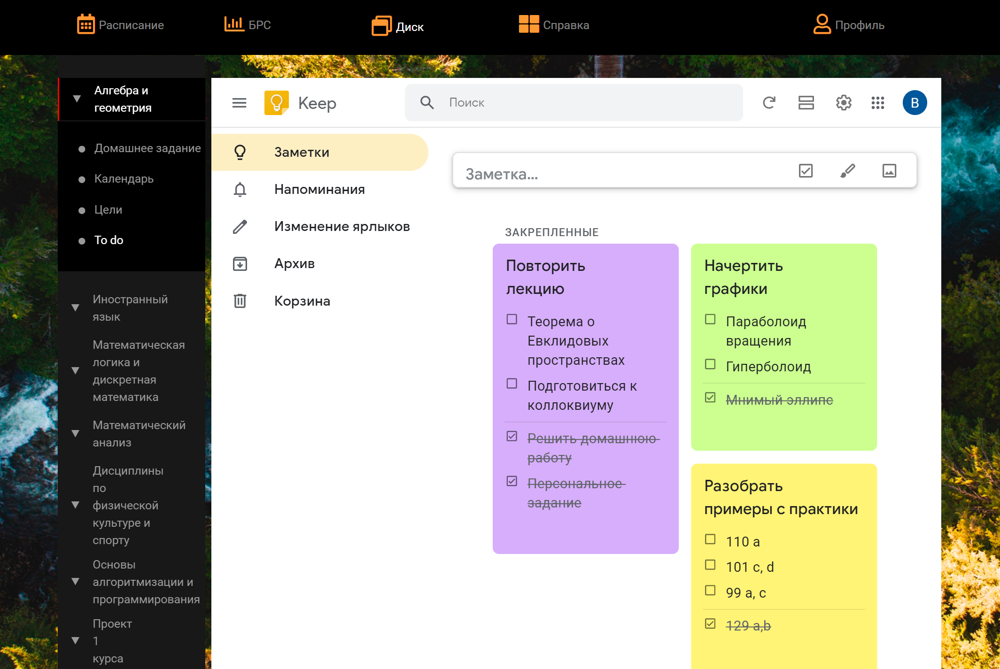 Расписание
БРС
Диск
Справка
Профиль
Алгебра и
геометрия
Домашнее задание
Календарь
Цели
To do
Иностранный
язык
Математическая
логика и
дискретная
математика
Математический
анализ
Дисциплины
по
физической
культуре и
спорту
Основы
алгоритмизации и
программирования
Проект
1
курса
Keep
Поиск
B
Заметки
Напоминания
Изменение ярлыков
Архив
Корзина
Заметка...
ЗАКРЕПЛЕННЫЕ
Повторить
лекцию
Теорема о
Евклидовых
пространствах
Подготовиться к
коллоквиуму
Решить домашнюю
работу
Персональное
задание
Начертить
графики
Параболоид
вращения
Гиперболоид
Мнимый эллипс
Разобрать
примеры с практики
110 a
101 c, d
99 a, c
129 a,b